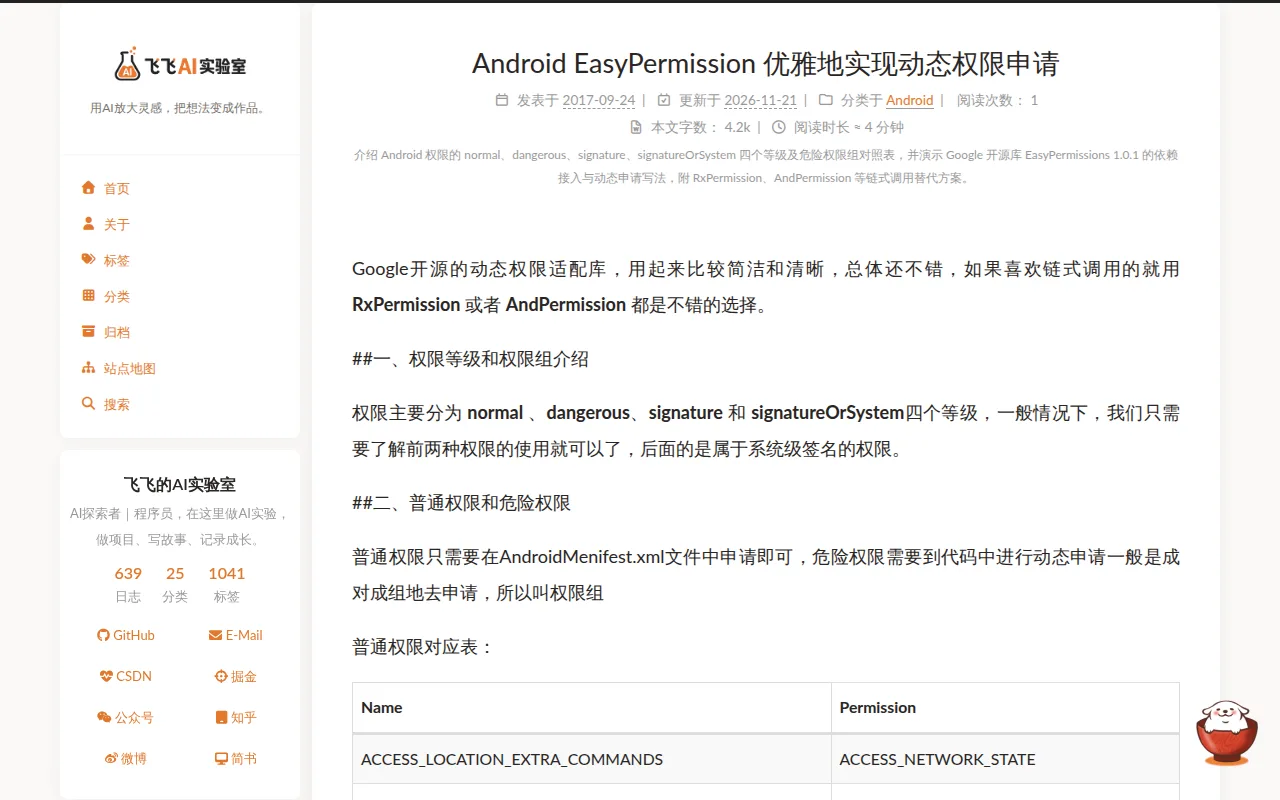 飞飞AI实验室
用AI放大灵感，把想法变成作品。
首页
关于
标签
分类
归档
站点地图
搜索
飞飞的AI实验室
AI探索者｜程序员，在这里做AI实验，
做项目、写故事、记录成长。
639 25 1041
日志 分类 标签
GitHub E-Mail
CSDN 掘金
公众号 知乎
微博 简书
Android EasyPermission 优雅地实现动态权限申请
发表于 2017-09-24 | 更新于 2026-11-21 | 分类于 Android | 阅读次数： 1
本文字数： 4.2k | 阅读时长 ≈ 4 分钟
介绍 Android 权限的 normal、dangerous、signature、signatureOrSystem 四个等级及危险权限组对照表，并演示 Google 开源库 EasyPermissions 1.0.1 的依赖
接入与动态申请写法，附 RxPermission、AndPermission 等链式调用替代方案。
Google开源的动态权限适配库，用起来比较简洁和清晰，总体还不错，如果喜欢链式调用的就用
RxPermission 或者 AndPermission 都是不错的选择。
##一、权限等级和权限组介绍
权限主要分为 normal 、dangerous、signature 和 signatureOrSystem四个等级，一般情况下，我们只需
要了解前两种权限的使用就可以了，后面的是属于系统级签名的权限。
##二、普通权限和危险权限
普通权限只需要在AndroidMenifest.xml文件中申请即可，危险权限需要到代码中进行动态申请一般是成
对成组地去申请，所以叫权限组
普通权限对应表：
Name Permission
ACCESS_LOCATION_EXTRA_COMMANDS ACCESS_NETWORK_STATE